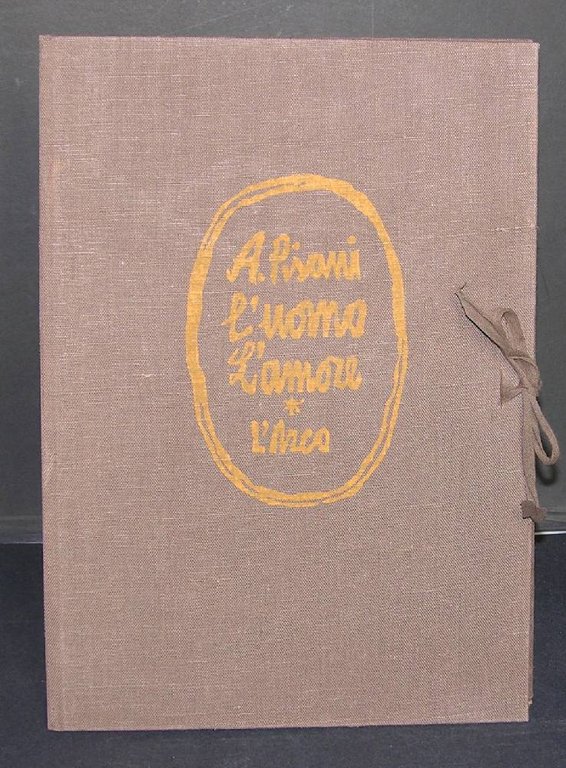 A. Pisani
l'uomo
L'amore
*
L'Arco